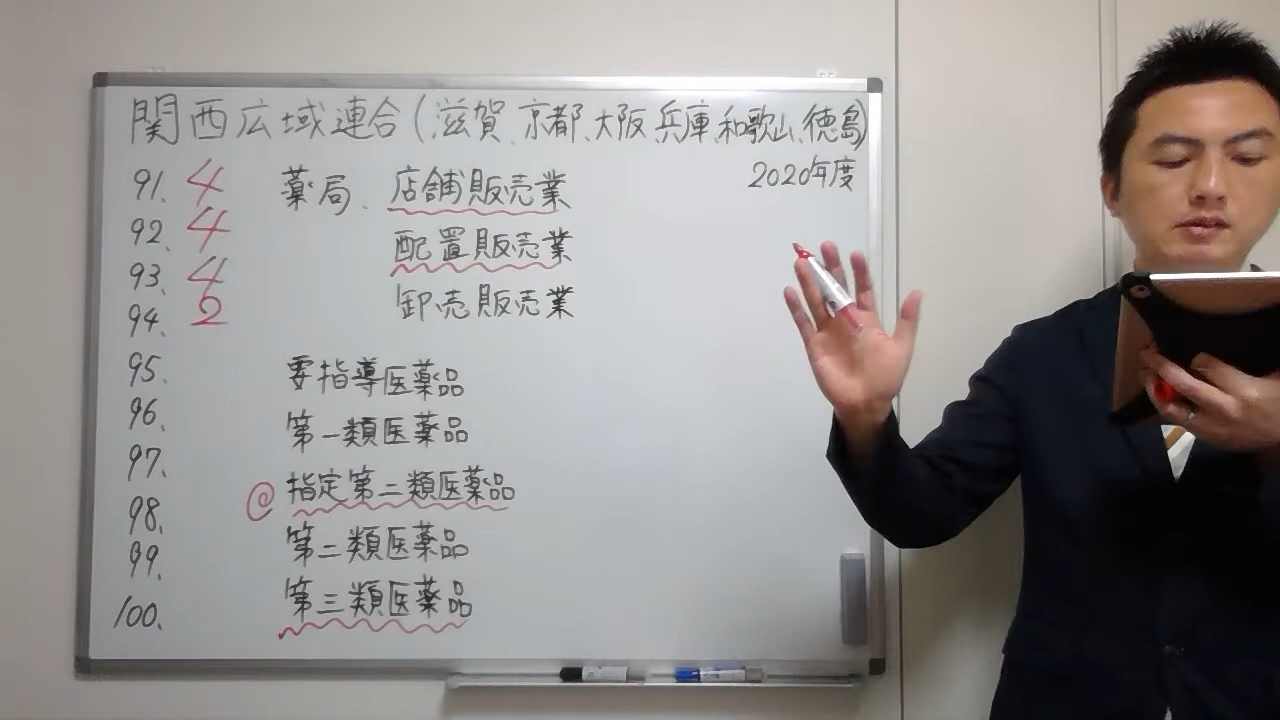 関西広域連合(滋賀、京都、大阪、兵庫、和歌山、徳島)
2020年度
91. 4 薬局、店舗販売業
92. 4 配置販売業
93. 4 卸売販売業
94. 2
95. 要指導医薬品
96. 第一類医薬品
97.
98. @ 指定第二類医薬品
99. 第二類医薬品
100. 第三類医薬品